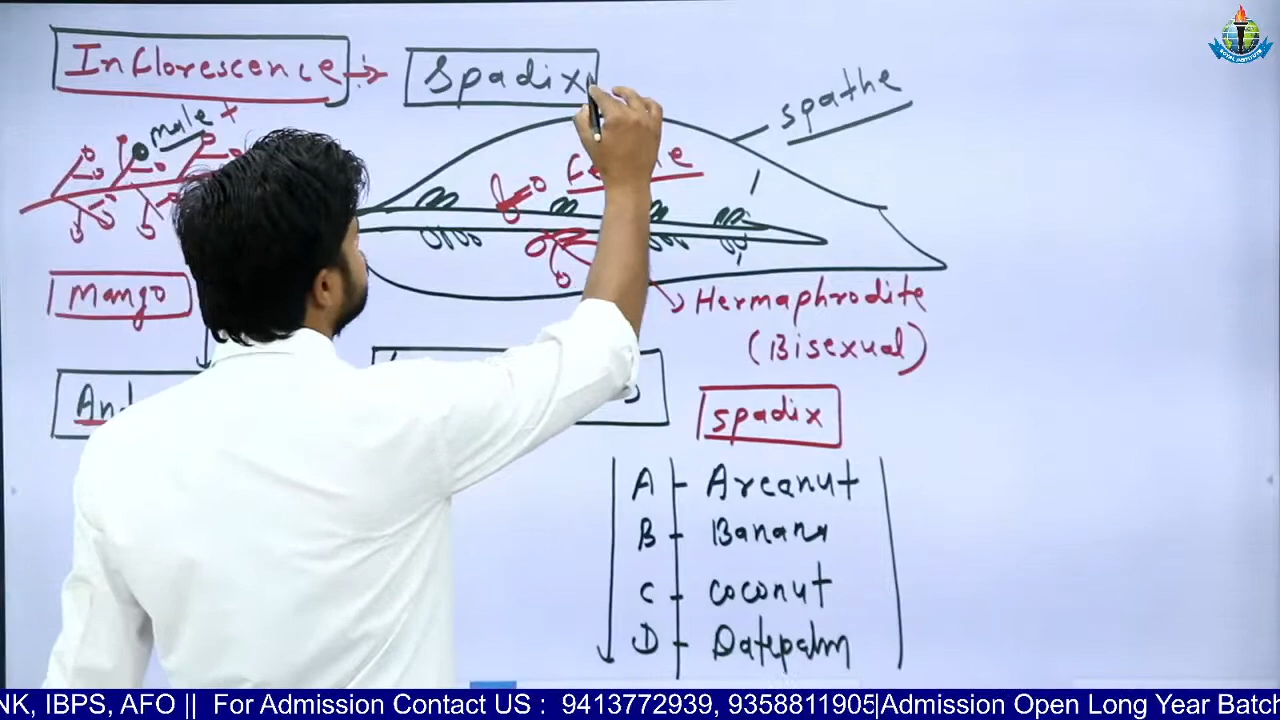 Inflorescence → Spadix
spathe
male +
Female
Mango
Hermaphrodite
(Bisexual)
spadix
A - Arecanut
B - Banana
C - Coconut
D - Datepalm
NK, IBPS, AFO || For Admission Contact US : 9413772939, 9358811905|Admission Open Long Year Batch